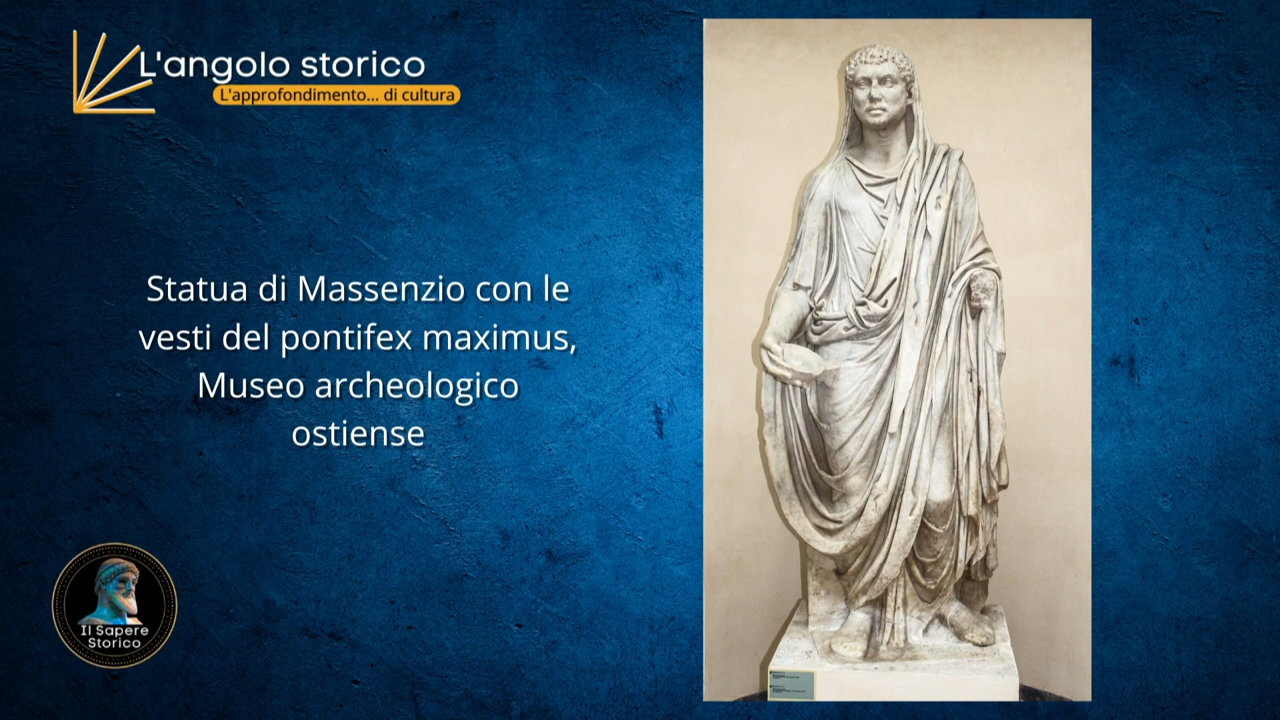 L'angolo storico
L'approfondimento... di cultura
Statua di Massenzio con le
vesti del pontifex maximus,
Museo archeologico
ostiense
Il Sapere
Storico